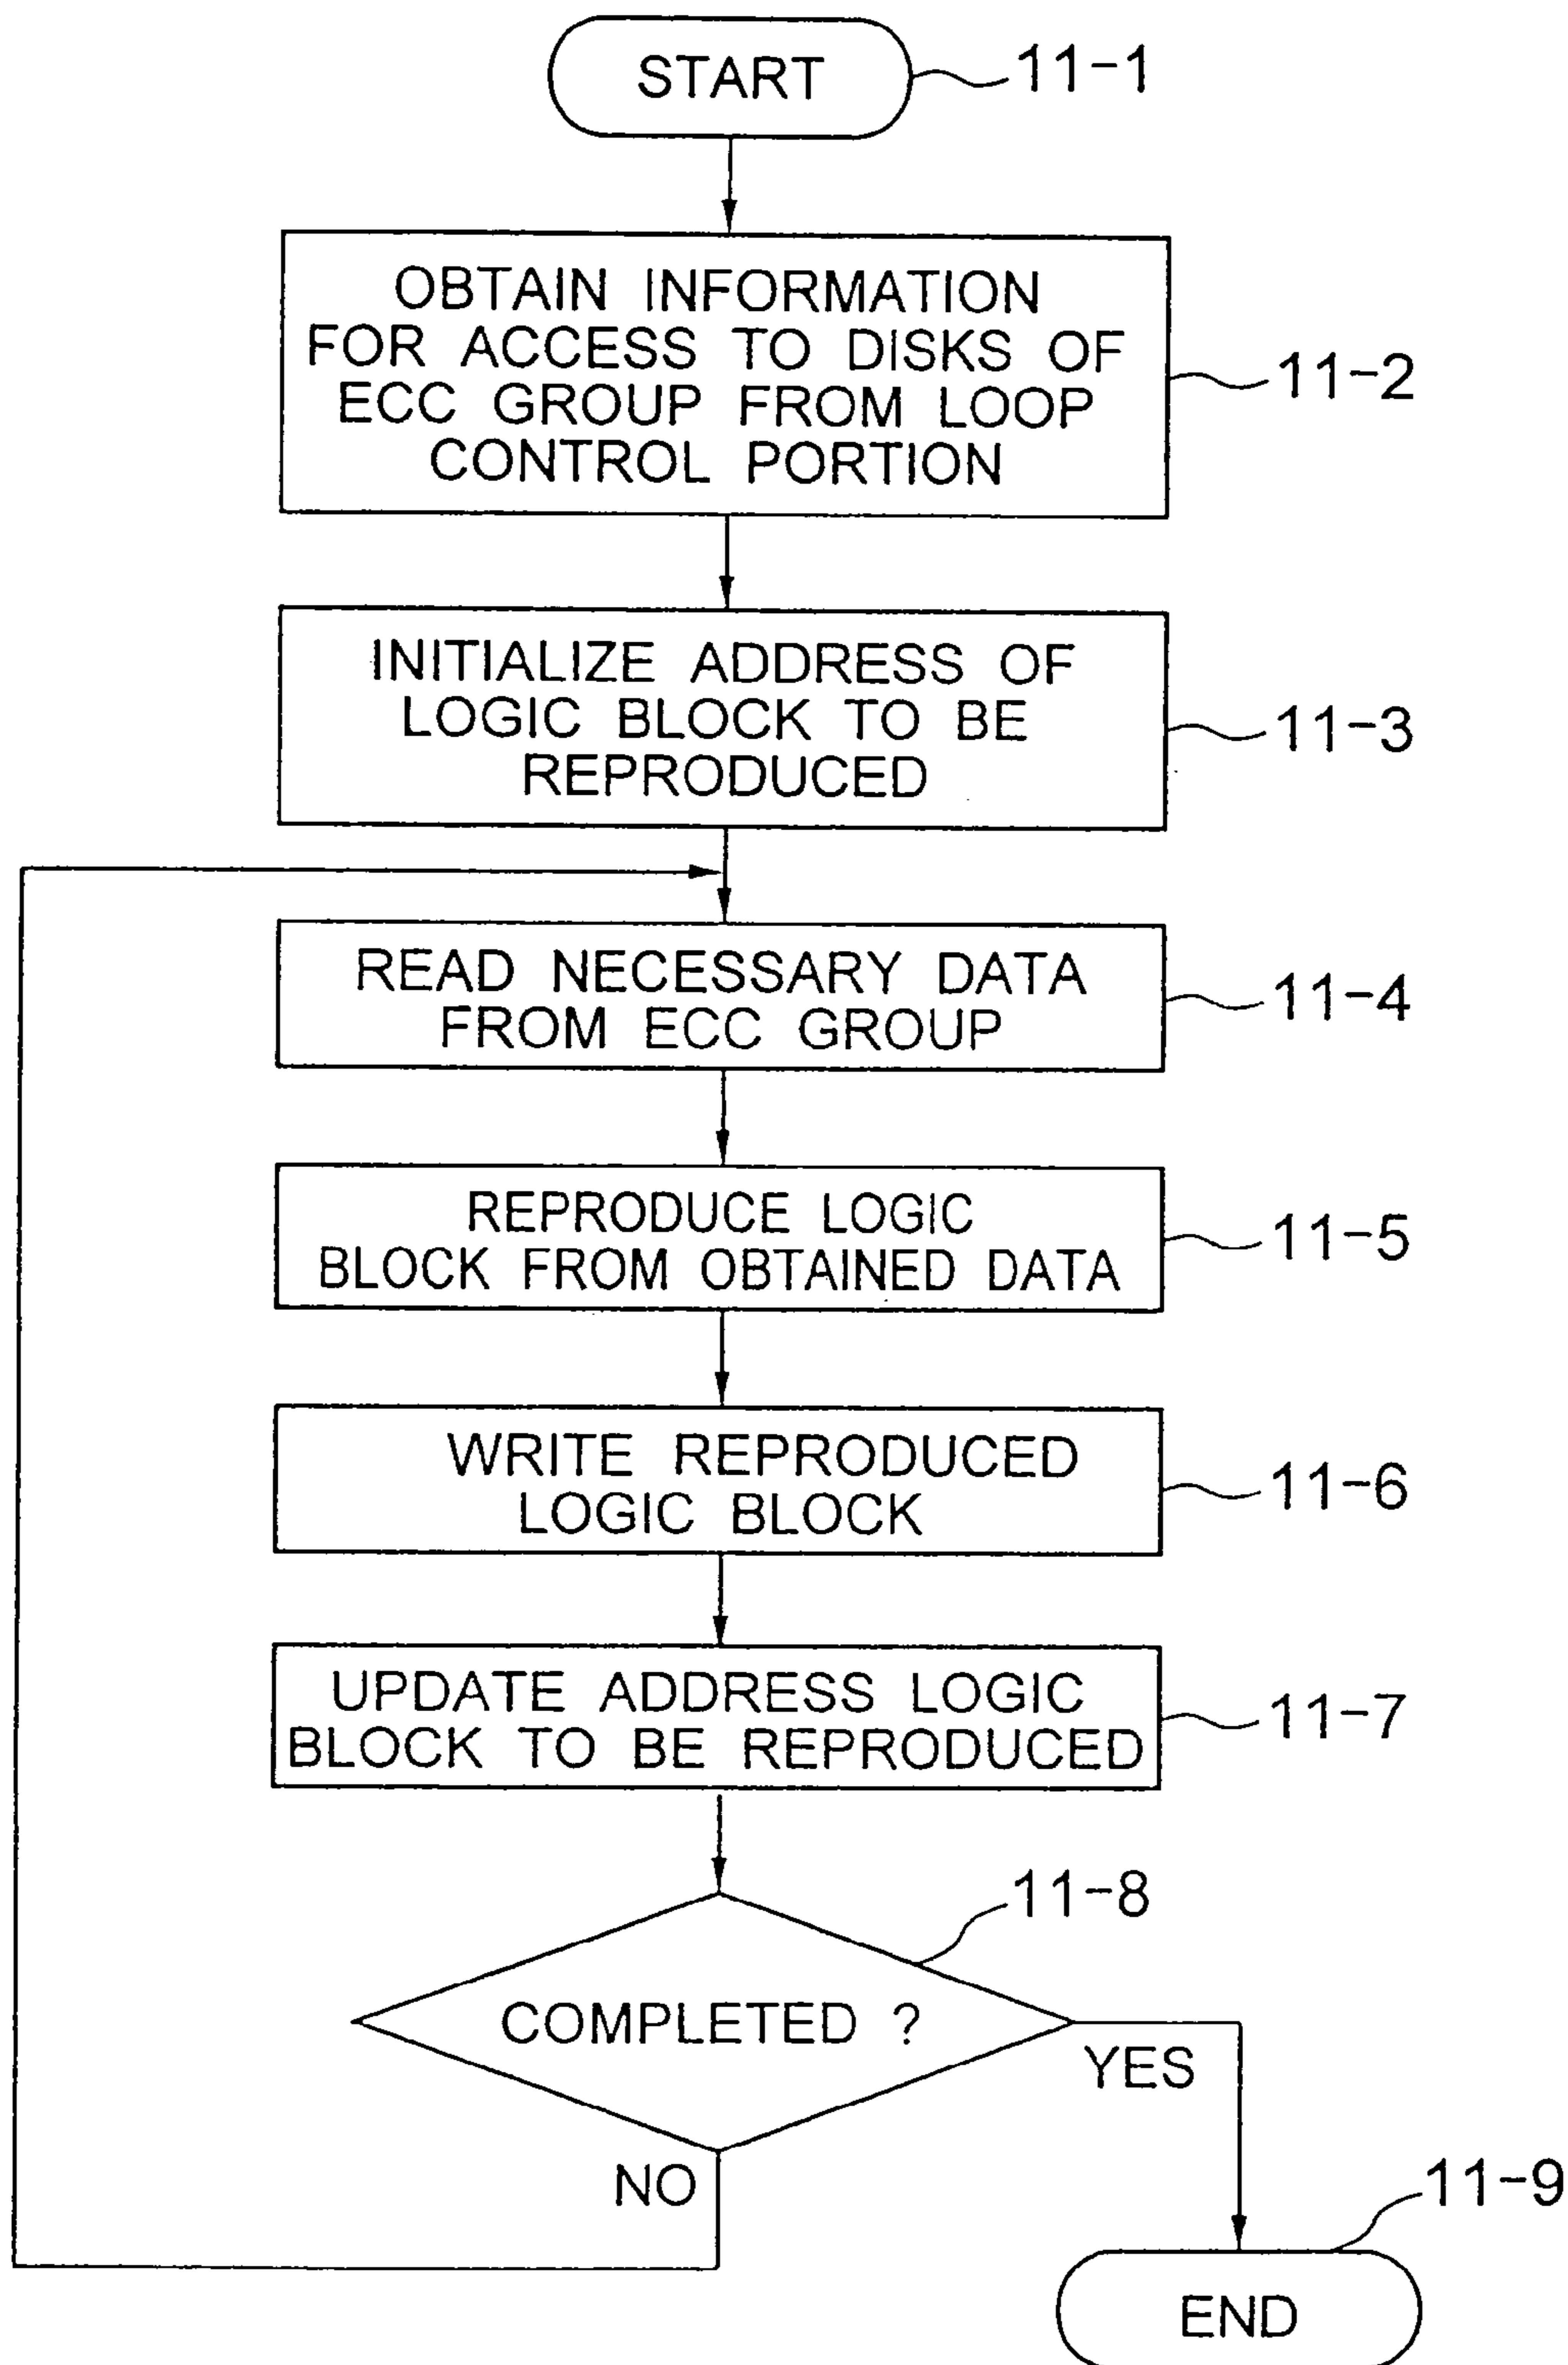 START
11-1
OBTAIN INFORMATION
FOR ACCESS TO DISKS OF
ECC GROUP FROM LOOP
CONTROL PORTION
11-2
INITIALIZE ADDRESS OF
LOGIC BLOCK TO BE
REPRODUCED
11-3
READ NECESSARY DATA
FROM ECC GROUP
11-4
REPRODUCE LOGIC
BLOCK FROM OBTAINED DATA
11-5
WRITE REPRODUCED
LOGIC BLOCK
11-6
UPDATE ADDRESS LOGIC
BLOCK TO BE REPRODUCED
11-7
11-8
COMPLETED ?
YES
NO
11-9
END